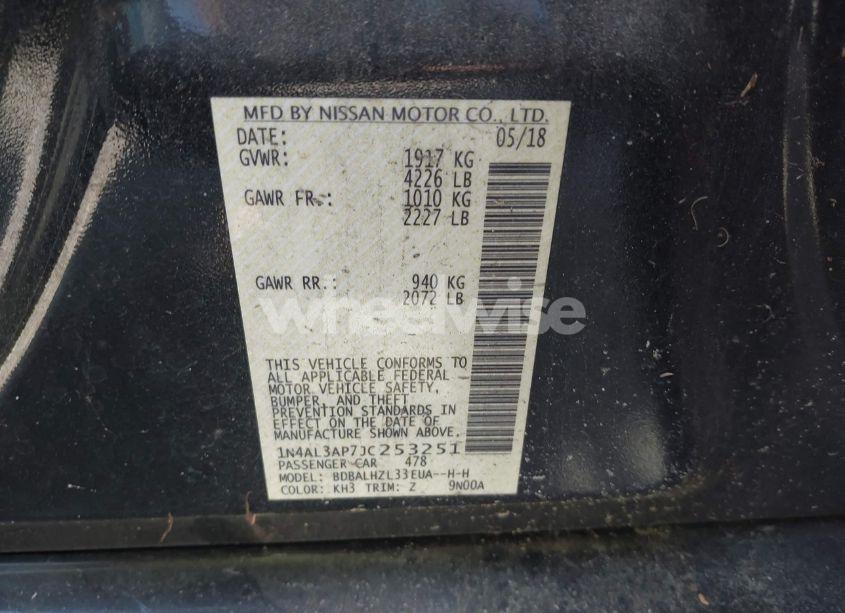 MFD BY NISSAN MOTOR CO., LTD.
DATE: 05/18
GVWR: 1917 KG
4226 LB
GAWR FR.: 1010 KG
2227 LB
GAWR RR.: 940 KG
2072 LB
wheelwise
THIS VEHICLE CONFORMS TO
ALL APPLICABLE FEDERAL
MOTOR VEHICLE SAFETY,
BUMPER, AND THEFT
PREVENTION STANDARDS IN
EFFECT ON THE DATE OF
MANUFACTURE SHOWN ABOVE.
1N4AL3AP7JC253251
PASSENGER CAR 478
MODEL: BDBALHZL33EUA--H-H
COLOR: KH3 TRIM: Z 9N00A